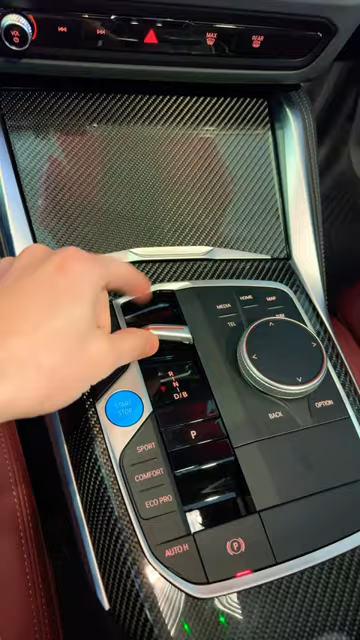 VOL
MAX
REAR
MEDIA
HOME
MAP
TEL
R
N
D/B
START
STOP
BACK
OPTION
P
SPORT
COMFORT
ECO PRO
AUTO H
P